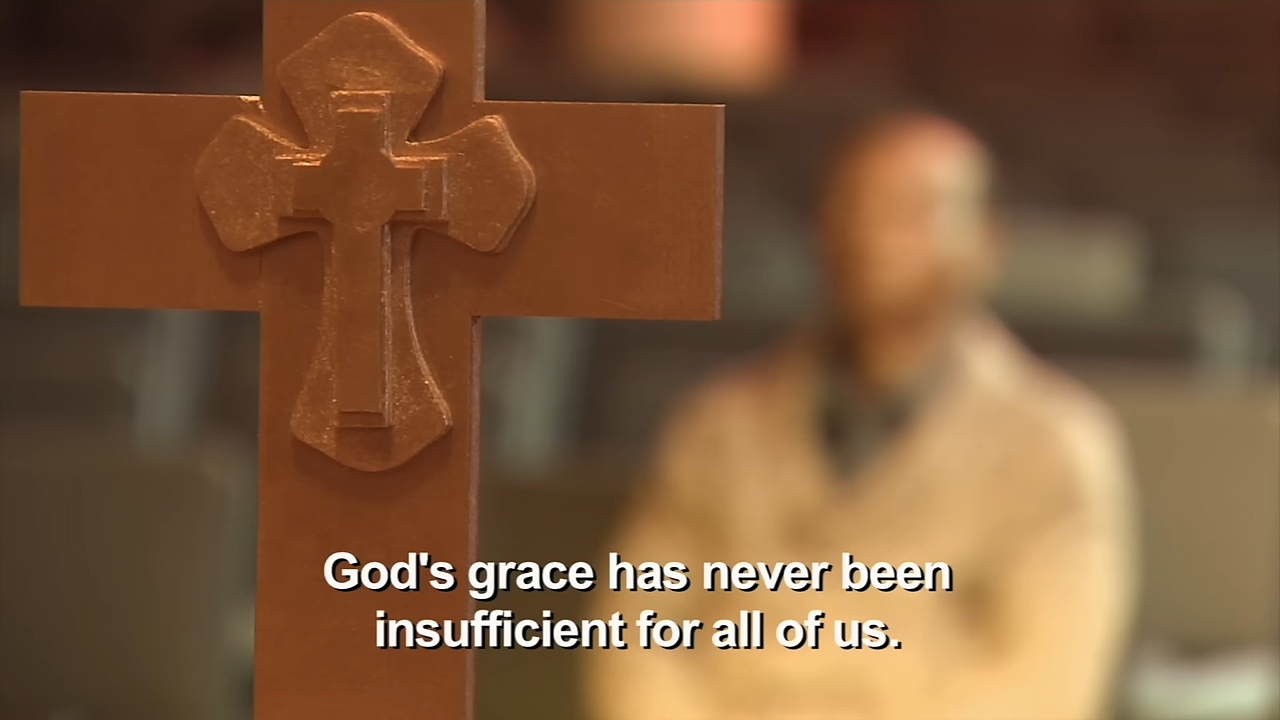 God's grace has never been
insufficient for all of us.